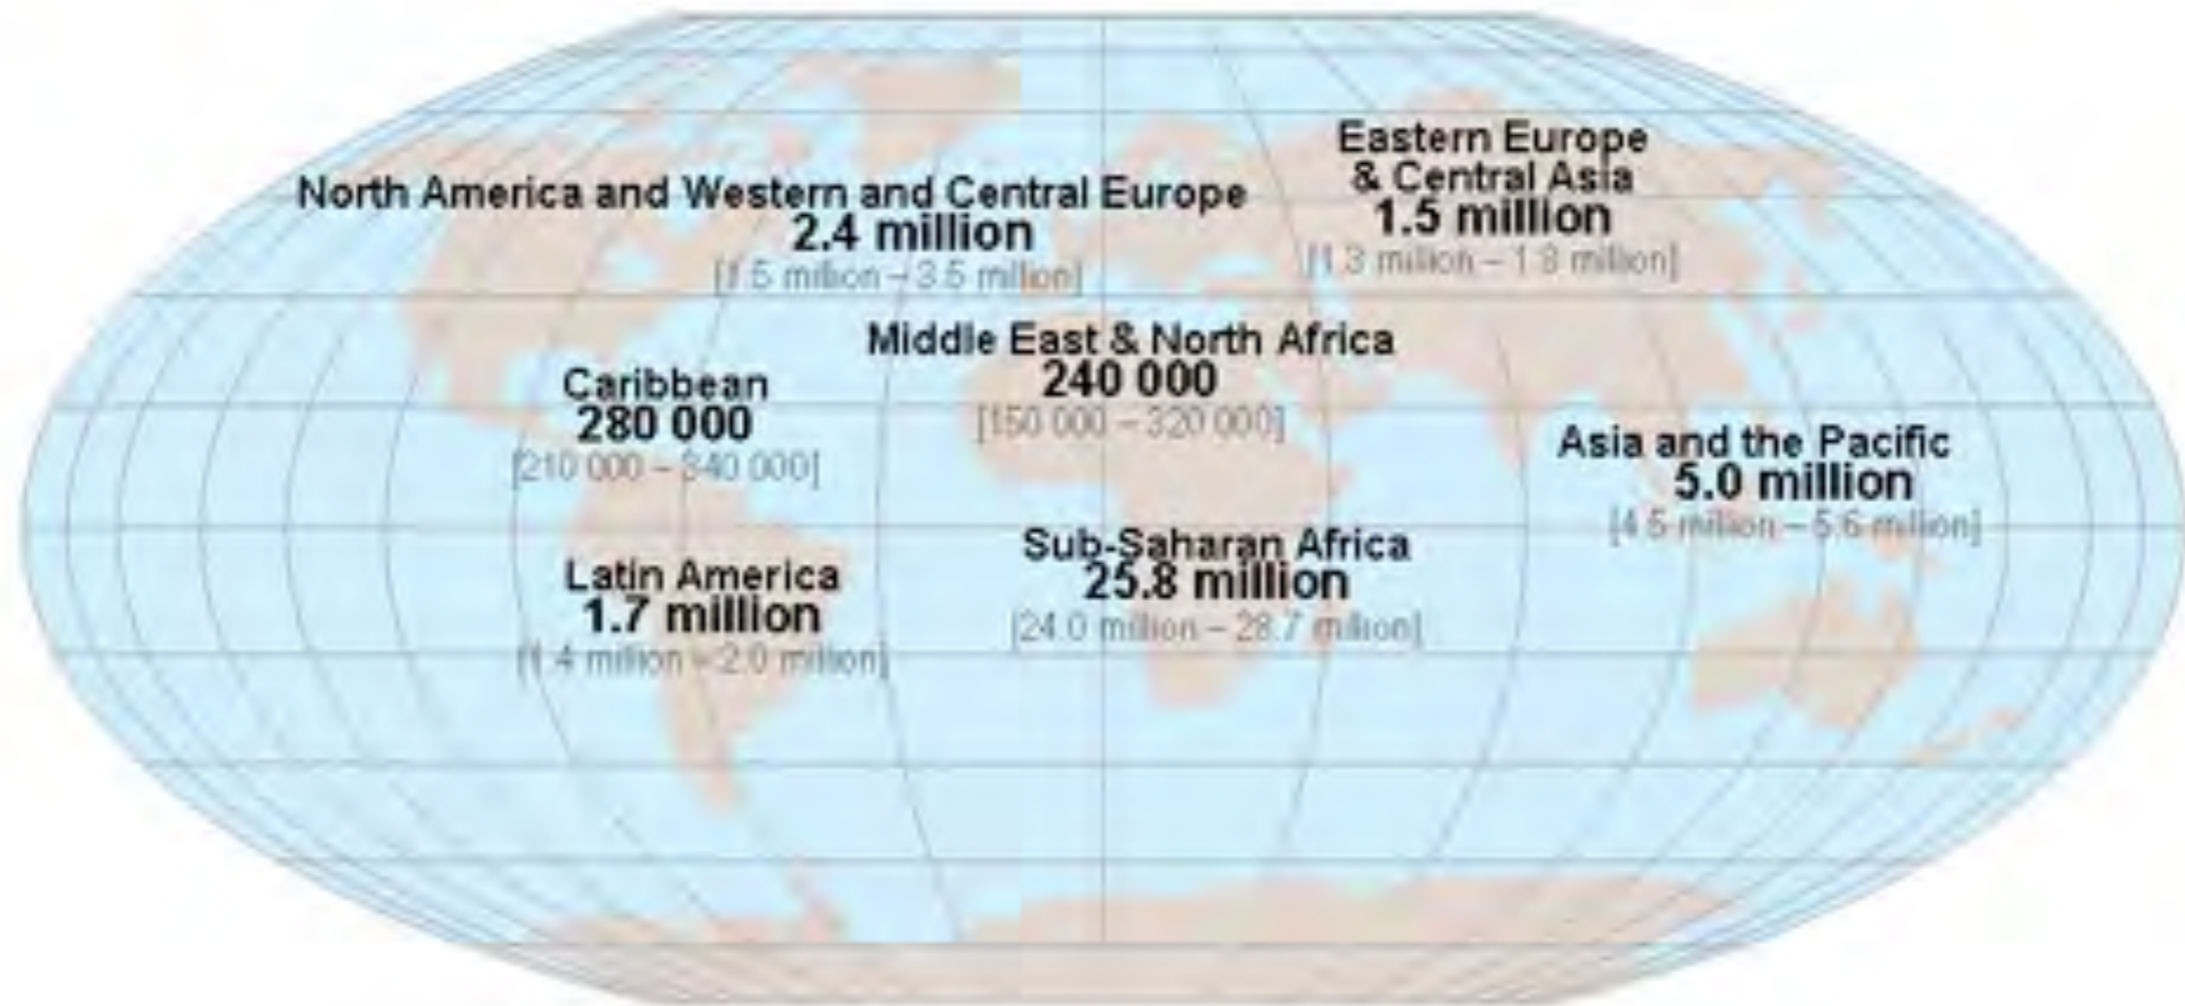 Eastern Europe
& Central Asia
1.5 million
[1.3 million – 1.8 million]
North America and Western and Central Europe
2.4 million
[1.5 million – 3.5 million]
Middle East & North Africa
240 000
[150 000 – 320 000]
Caribbean
280 000
[210 000 – 340 000]
Asia and the Pacific
5.0 million
[4.5 million – 5.6 million]
Sub-Saharan Africa
25.8 million
[24.0 million – 28.7 million]
Latin America
1.7 million
[1.4 million – 2.0 million]